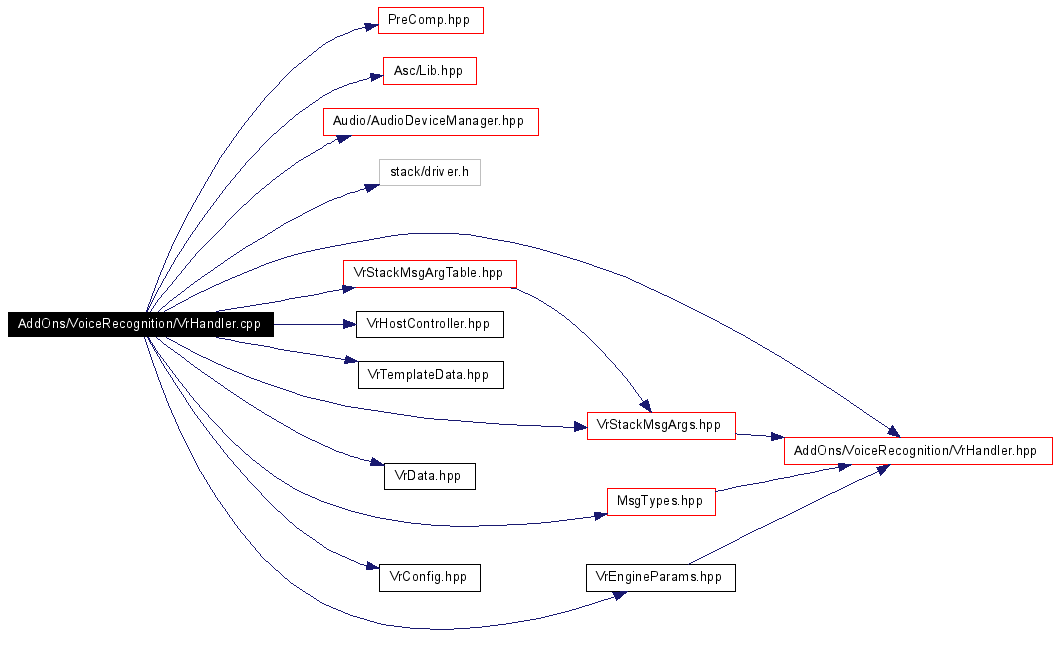 PreComp.hpp
Asc/Lib.hpp
Audio/AudioDeviceManager.hpp
stack/driver.h
VrStackMsgArgTable.hpp
AddOns/VoiceRecognition/VrHandler.cpp
VrHostController.hpp
VrTemplateData.hpp
VrStackMsgArgs.hpp
AddOns/VoiceRecognition/VrHandler.hpp
VrData.hpp
MsgTypes.hpp
VrConfig.hpp
VrEngineParams.hpp